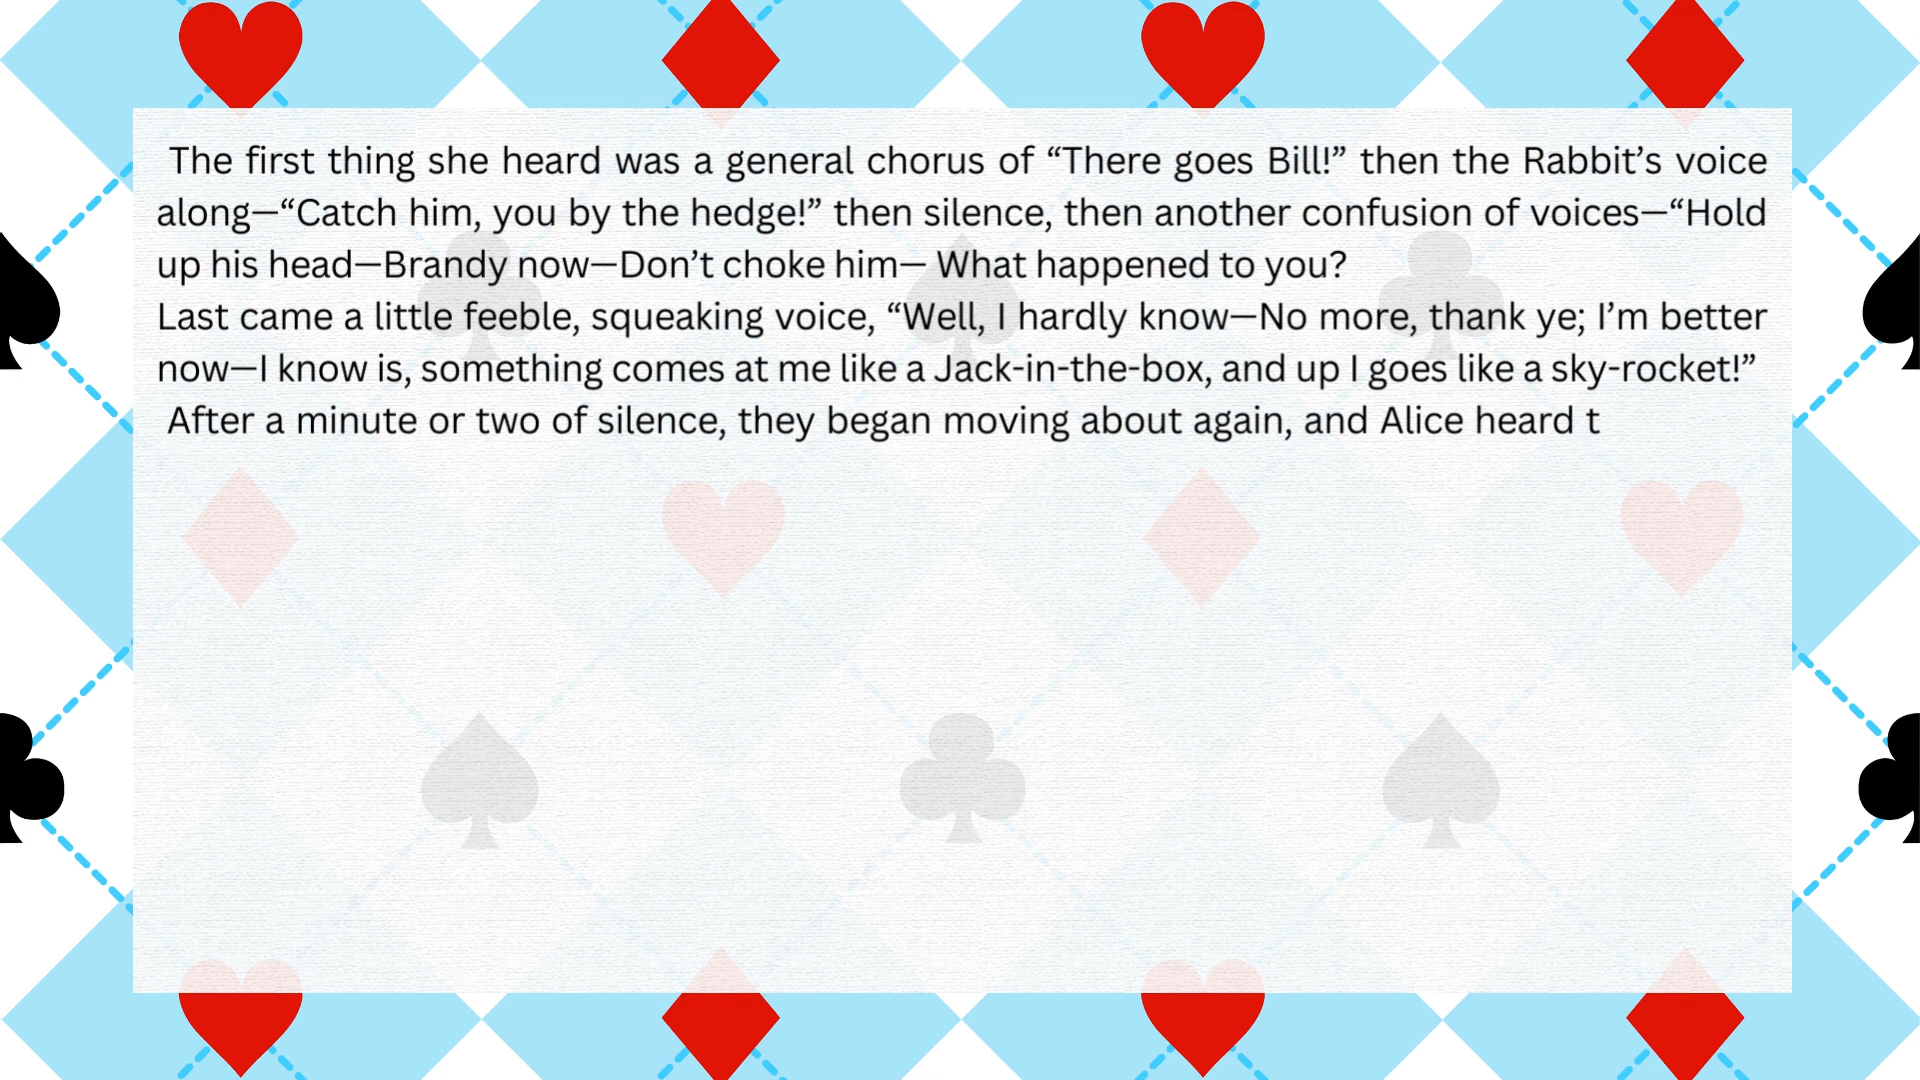 The first thing she heard was a general chorus of “There goes Bill!” then the Rabbit’s voice
along—“Catch him, you by the hedge!” then silence, then another confusion of voices—“Hold
up his head—Brandy now—Don’t choke him— What happened to you?
Last came a little feeble, squeaking voice, “Well, I hardly know—No more, thank ye; I’m better
now—I know is, something comes at me like a Jack-in-the-box, and up I goes like a sky-rocket!”
After a minute or two of silence, they began moving about again, and Alice heard t